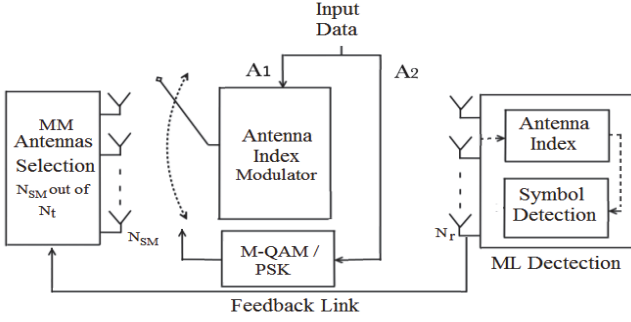 Input
Data
A1
A2
MM
Antennas
Selection
NSM out of
Nt
NSM
Antenna
Index
Modulator
M-QAM /
PSK
Nr
Antenna
Index
Symbol
Detection
ML Dectection
Feedback Link